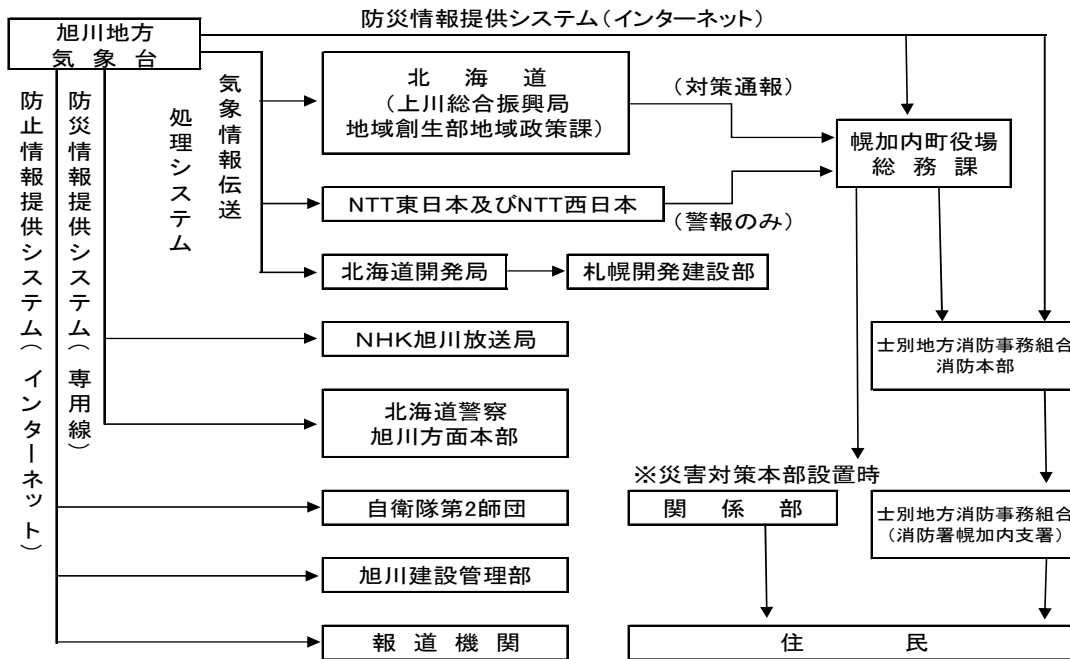 防災情報提供システム（インターネット）
旭川地方
気象台
防止情報提供システム（インターネット）
防災情報提供システム（専用線）
気象情報伝送
処理システム
北海道
（上川総合振興局
地域創生部地域政策課）
（対策通報）
幌加内町役場
総務課
NTT東日本及びNTT西日本
（警報のみ）
北海道開発局
札幌開発建設部
NHK旭川放送局
士別地方消防事務組合
消防本部
北海道警察
旭川方面本部
※災害対策本部設置時
自衛隊第2師団
関係部
士別地方消防事務組合
（消防署幌加内支署）
旭川建設管理部
報道機関
住民